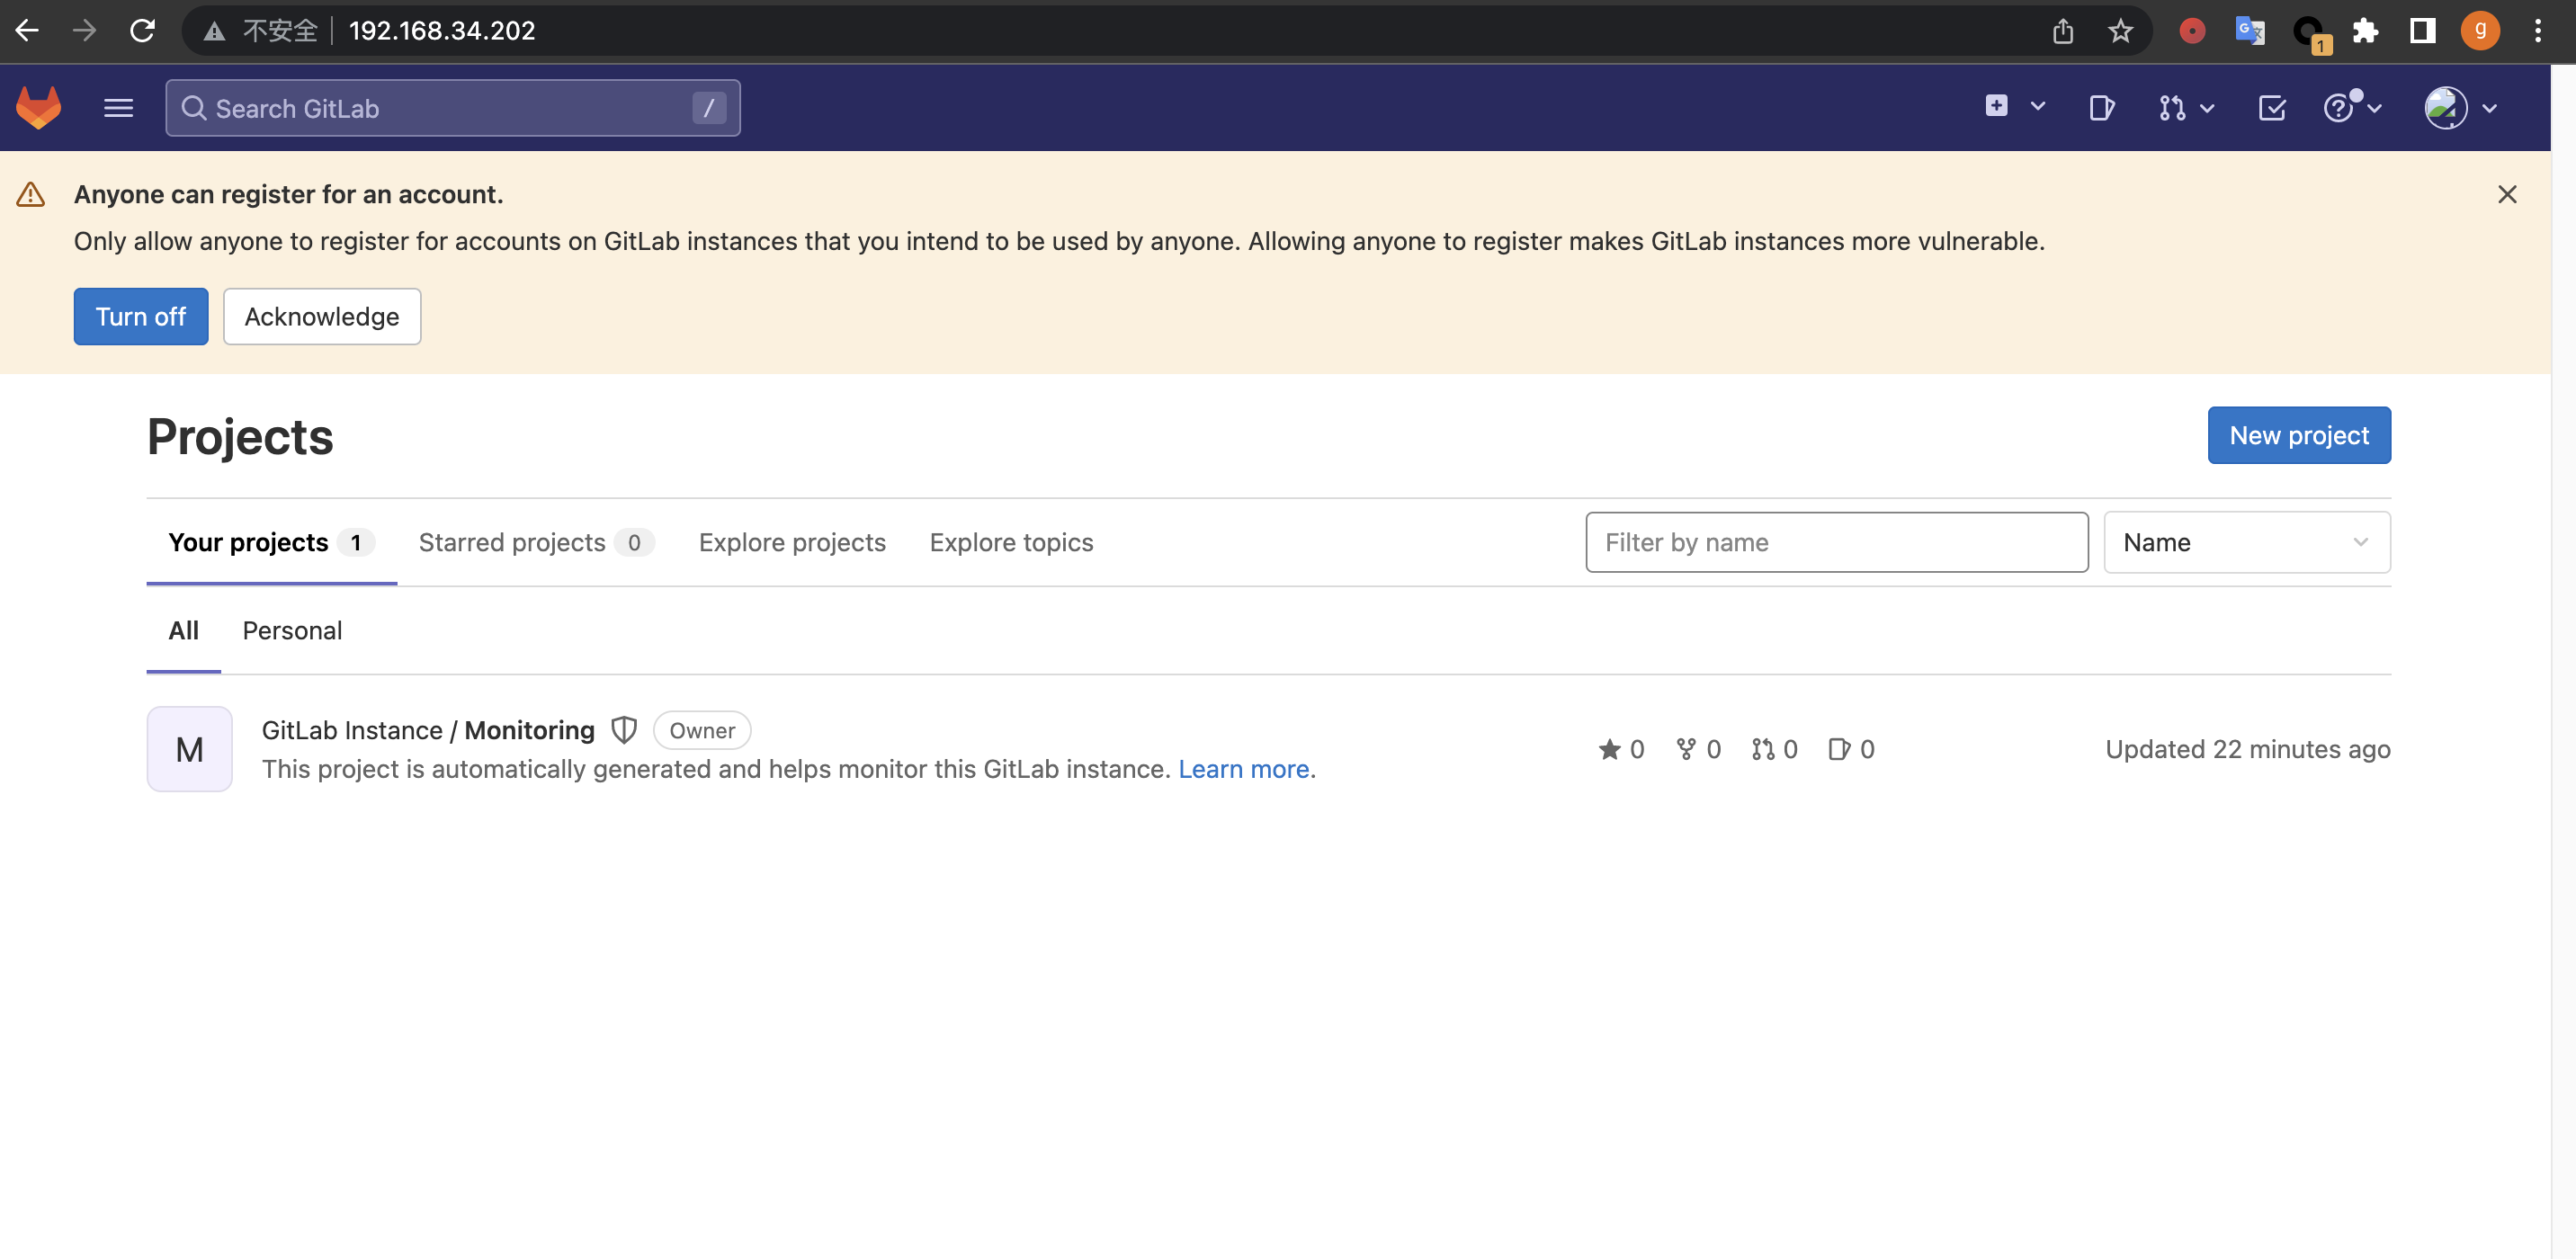 不安全 192.168.34.202 1 g
Search GitLab /
Anyone can register for an account.
Only allow anyone to register for accounts on GitLab instances that you intend to be used by anyone. Allowing anyone to register makes GitLab instances more vulnerable.
Turn off Acknowledge
Projects New project
Your projects 1 Starred projects 0 Explore projects Explore topics Filter by name Name
All Personal
M GitLab Instance / Monitoring Owner
This project is automatically generated and helps monitor this GitLab instance. Learn more.
0 0 0 0 Updated 22 minutes ago